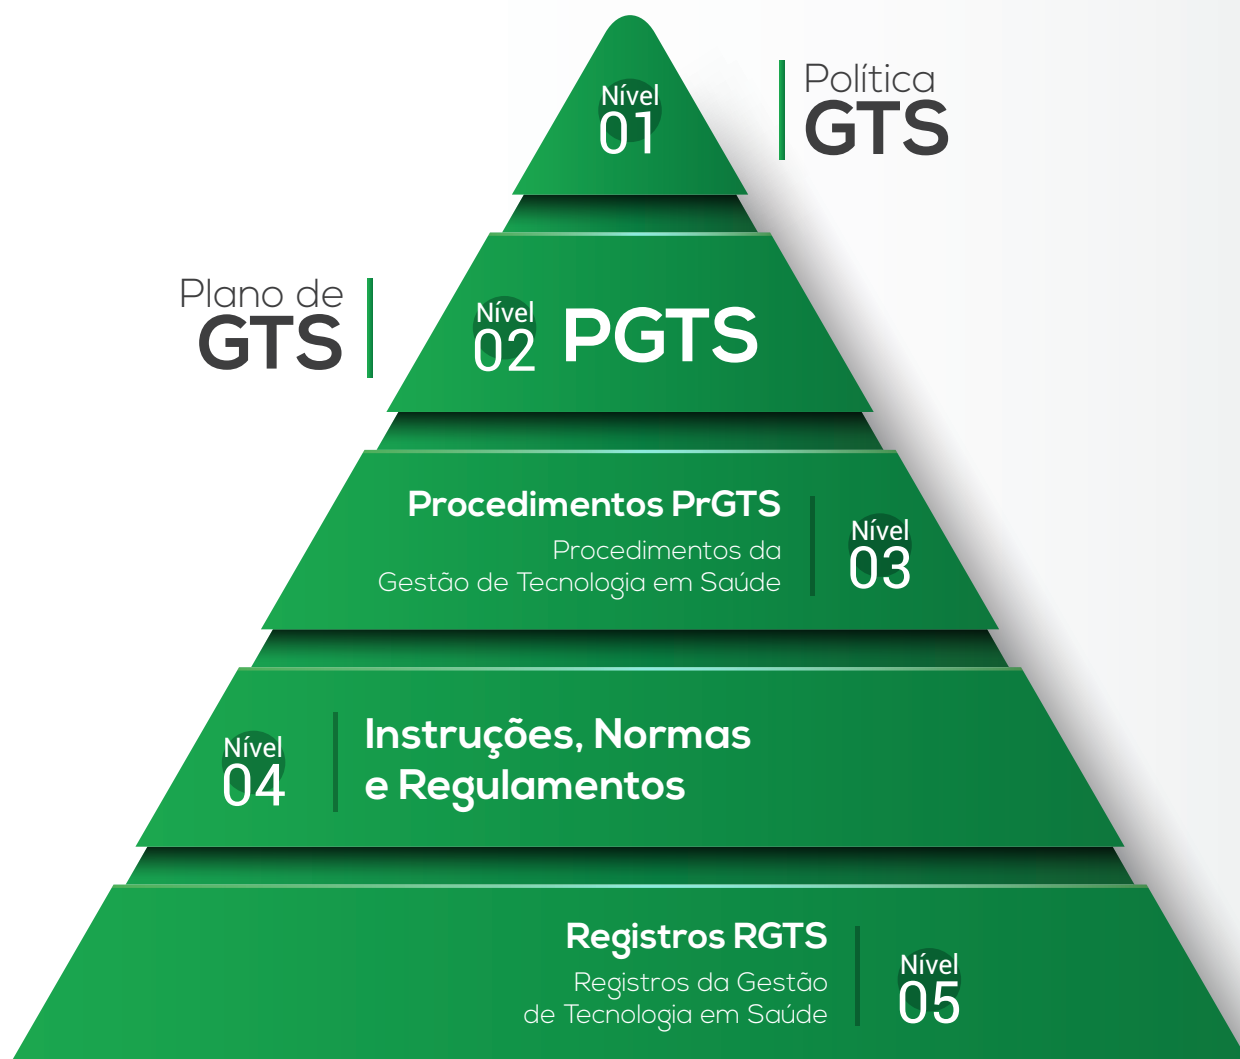 Nível
01
Política
GTS
Plano de
GTS
Nível
02
PGTS
Procedimentos PrGTS
Procedimentos da
Gestão de Tecnologia em Saúde
Nível
03
Nível
04
Instruções, Normas
e Regulamentos
Registros RGTS
Registros da Gestão
de Tecnologia em Saúde
Nível
05